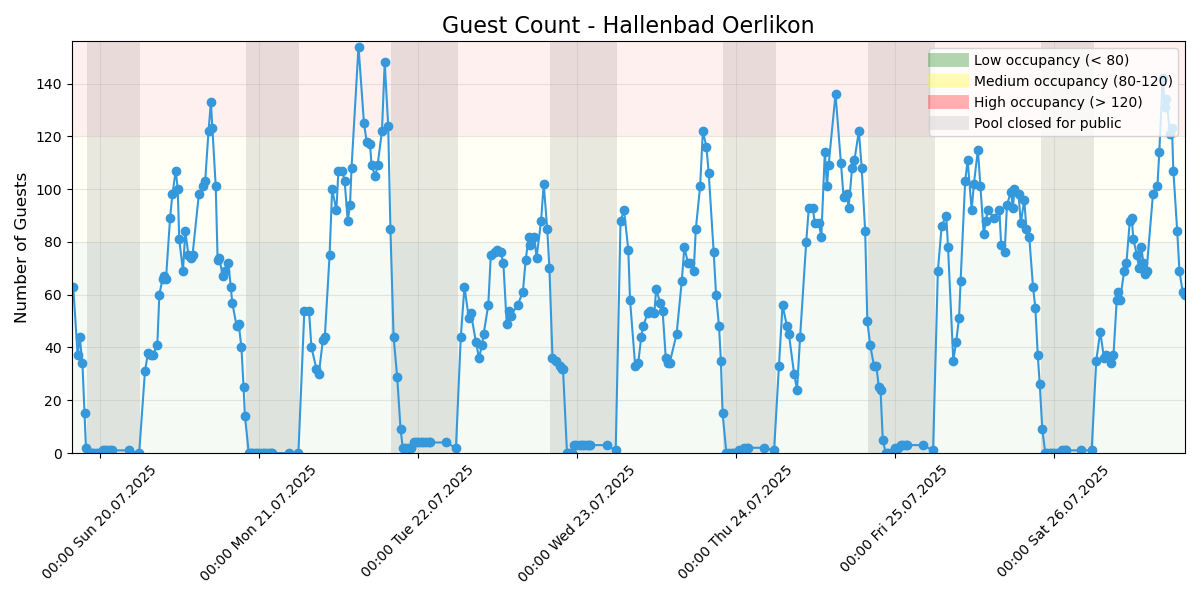 Guest Count - Hallenbad Oerlikon
Number of Guests
140
120
100
80
60
40
20
0
Low occupancy (< 80)
Medium occupancy (80-120)
High occupancy (> 120)
Pool closed for public
00:00 Sun 20.07.2025
00:00 Mon 21.07.2025
00:00 Tue 22.07.2025
00:00 Wed 23.07.2025
00:00 Thu 24.07.2025
00:00 Fri 25.07.2025
00:00 Sat 26.07.2025